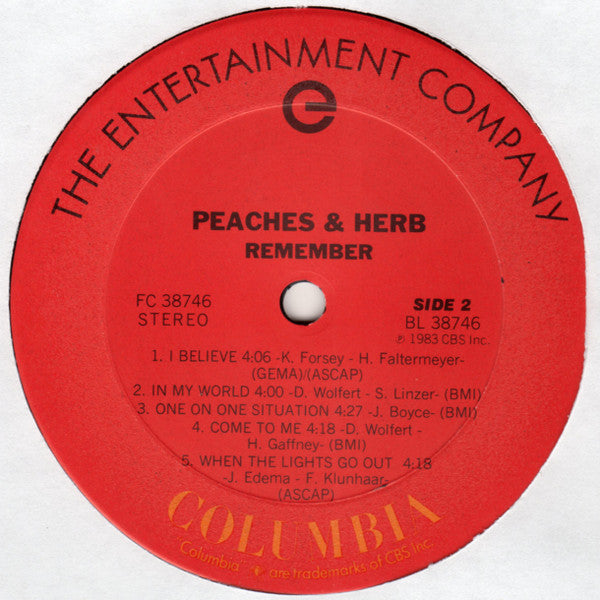 THE ENTERTAINMENT COMPANY
e
PEACHES & HERB
REMEMBER
FC 38746
STEREO
SIDE 2
BL 38746
℗ 1983 CBS Inc.
1. I BELIEVE 4:06 -K. Forsey - H. Faltermeyer-
(GEMA)/(ASCAP)
2. IN MY WORLD 4:00 -D. Wolfert - S. Linzer- (BMI)
3. ONE ON ONE SITUATION 4:27 -J. Boyce- (BMI)
4. COME TO ME 4:18 -D. Wolfert -
H. Gaffney- (BMI)
5. WHEN THE LIGHTS GO OUT 4:18
-J. Edema - F. Klunhaar-
(ASCAP)
COLUMBIA
"Columbia" are trademarks of CBS Inc.